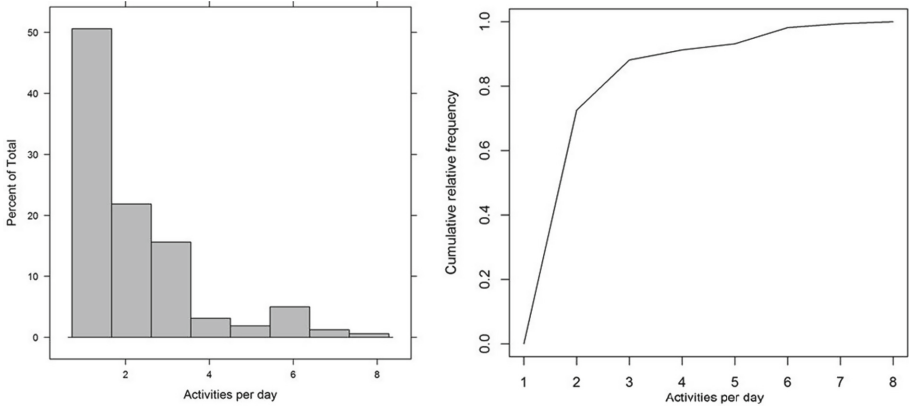 50
40
30
20
10
0
Percent of Total
2 4 6 8
Activities per day
1.0
0.8
0.6
0.4
0.2
0.0
Cumulative relative frequency
1 2 3 4 5 6 7 8
Activities per day